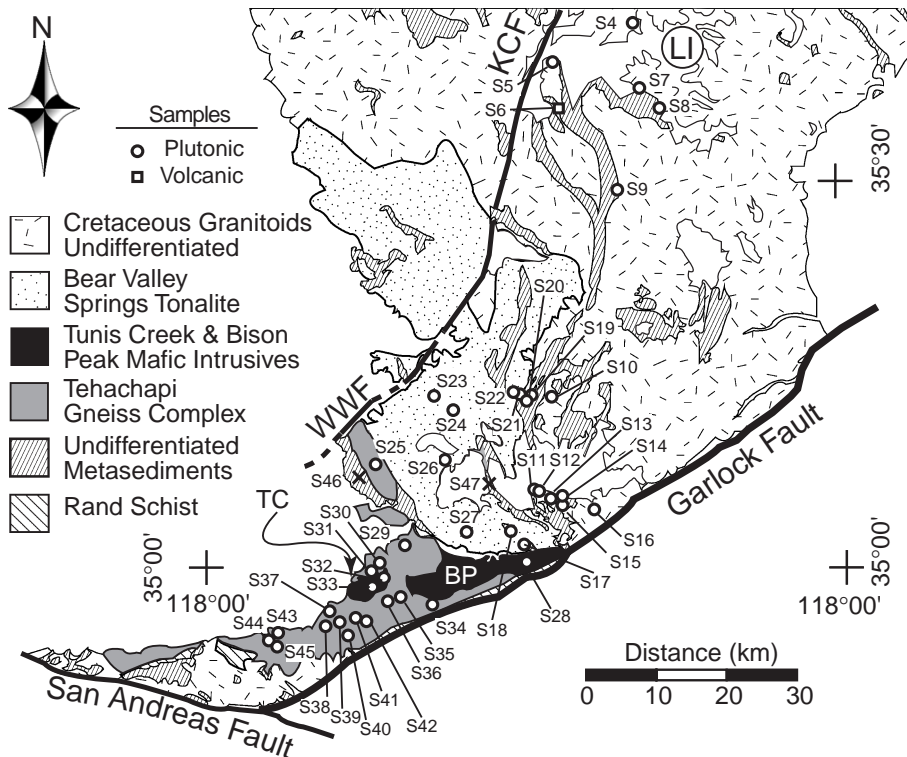 N
Samples
Plutonic
Volcanic
Cretaceous Granitoids
Undifferentiated
Bear Valley
Springs Tonalite
Tunis Creek & Bison
Peak Mafic Intrusives
Tehachapi
Gneiss Complex
Undifferentiated
Metasediments
Rand Schist
KCF
S4
LI
S5
S7
S6
S8
S9
35°30'
S20
S19
S10
S23
S22
S24
S21
S13
S14
WWF
S25
S26
S11
S12
S46
S47
Garlock Fault
TC
S30
S31
S29
S27
S32
S33
BP
S16
S15
S17
35°00'
118°00'
35°00'
118°00'
S37
S28
S18
S34
S43
S44
S45
S35
S36
S41
S38
S39
S40
S42
San Andreas Fault
Distance (km)
0 10 20 30